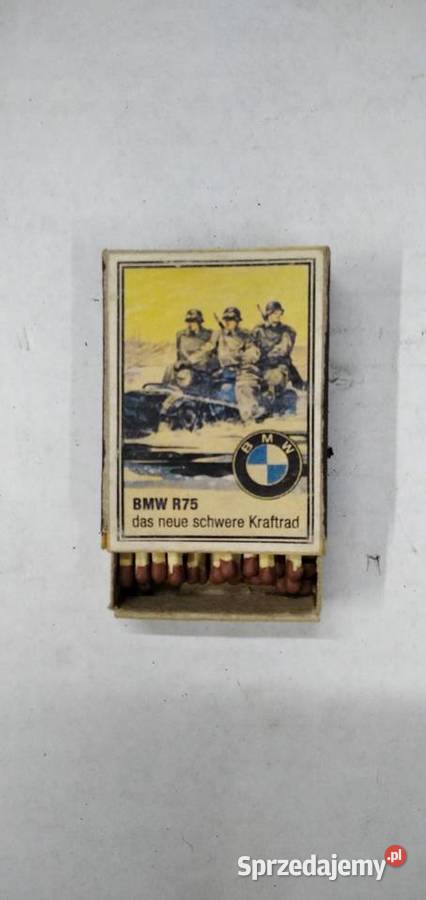 BMW
BMW R75
das neue schwere Kraftrad
Sprzedajemy.pl